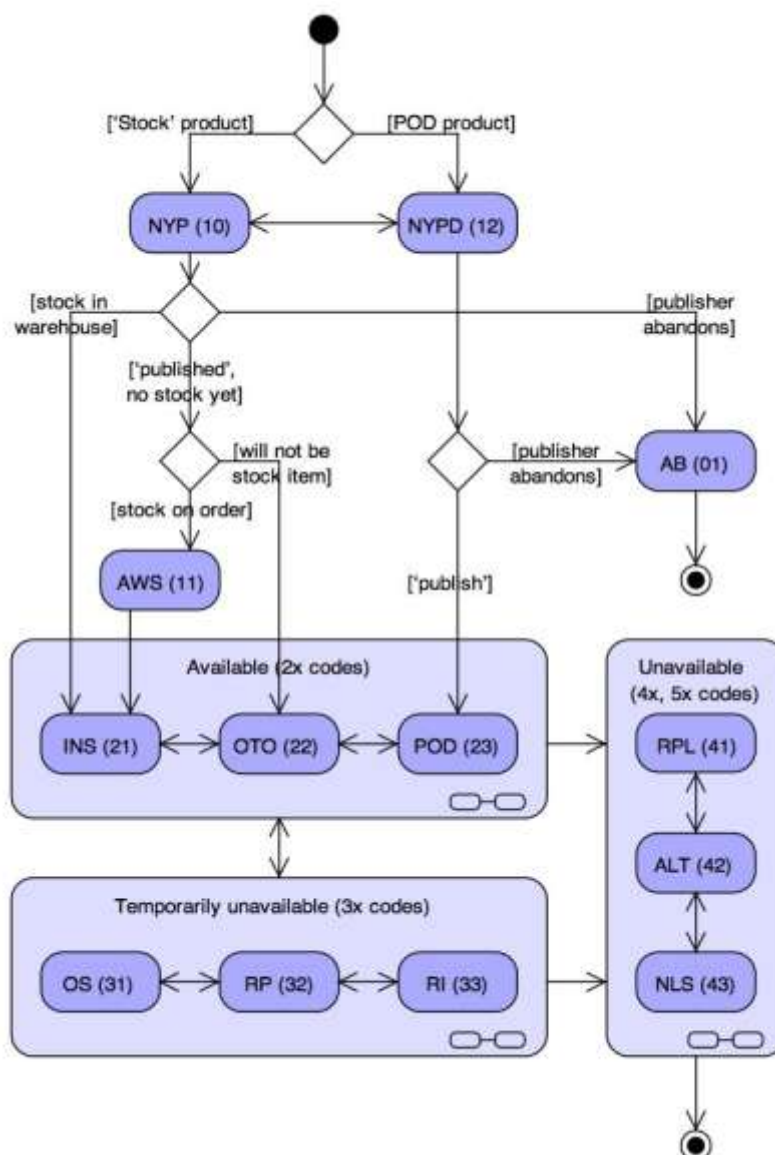 ['Stock' product]
[POD product]
NYP (10)
NYPD (12)
[stock in
warehouse]
[publisher
abandons]
['published',
no stock yet]
[will not be
stock item]
[publisher
abandons]
AB (01)
[stock on order]
AWS (11)
['publish']
Available (2x codes)
INS (21)
OTO (22)
POD (23)
Unavailable
(4x, 5x codes)
RPL (41)
ALT (42)
NLS (43)
Temporarily unavailable (3x codes)
OS (31)
RP (32)
RI (33)